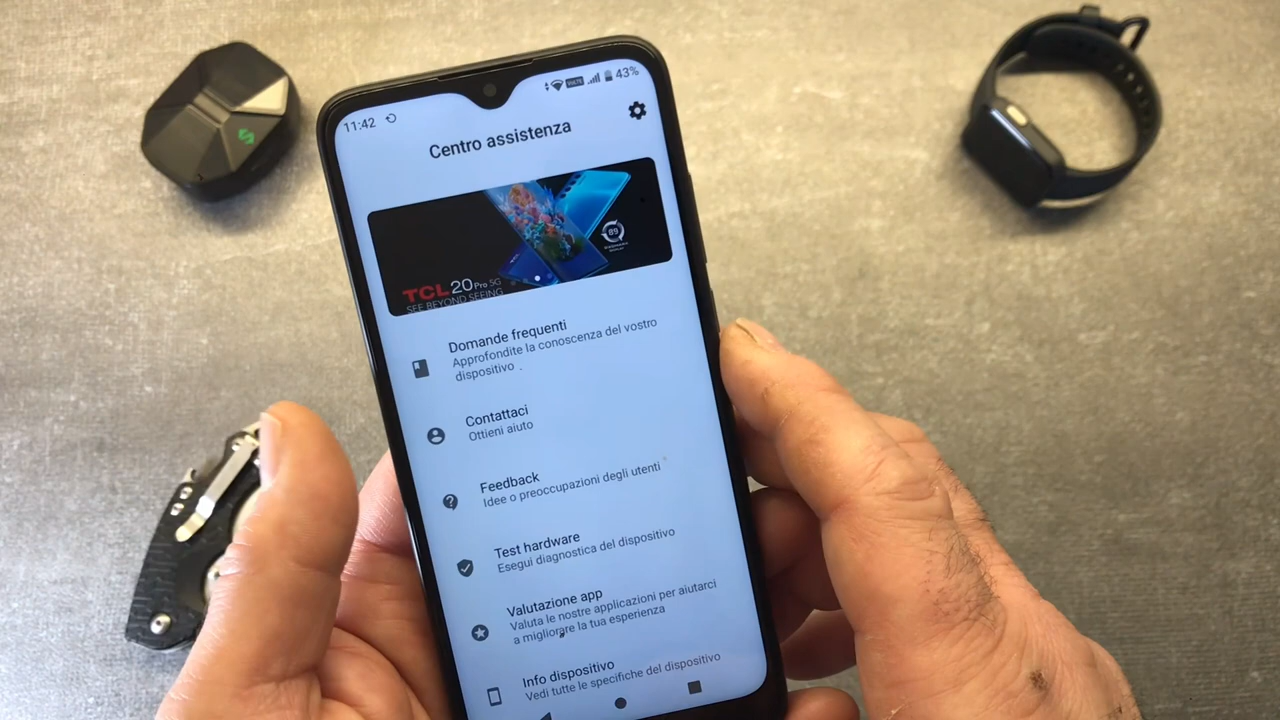 11:42
43%
Centro assistenza
89
TCL 20 Pro 5G
SEE BEYOND SEEING
Domande frequenti
Approfondite la conoscenza del vostro
dispositivo .
Contattaci
Ottieni aiuto
Feedback
Idee o preoccupazioni degli utenti
Test hardware
Esegui diagnostica del dispositivo
Valutazione app
Valuta le nostre applicazioni per aiutarci
a migliorare la tua esperienza
Info dispositivo
Vedi tutte le specifiche del dispositivo